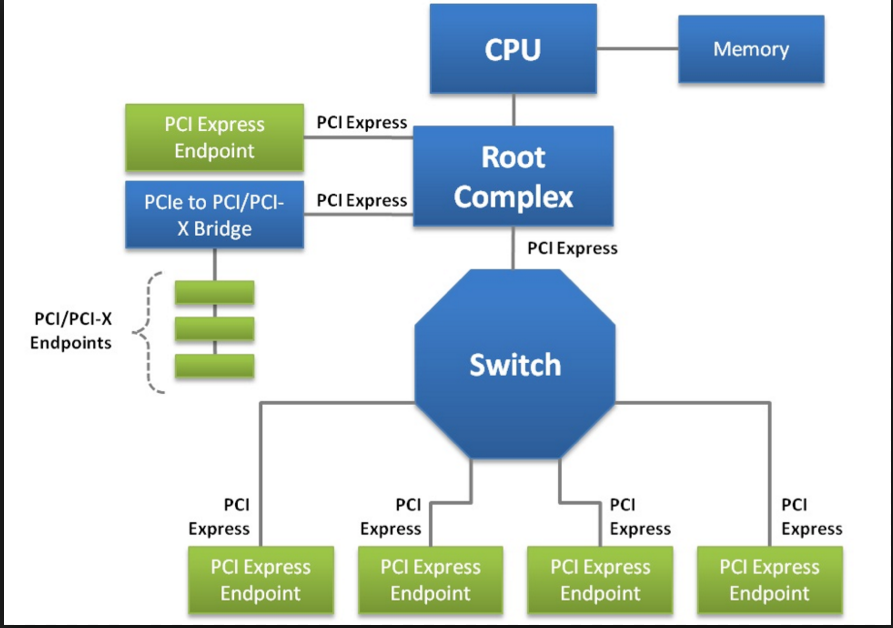 CPU
Memory
PCI Express
Endpoint
PCI Express
Root
Complex
PCIe to PCI/PCI-
X Bridge
PCI Express
PCI Express
PCI/PCI-X
Endpoints
Switch
PCI
Express
PCI
Express
PCI
Express
PCI
Express
PCI Express
Endpoint
PCI Express
Endpoint
PCI Express
Endpoint
PCI Express
Endpoint